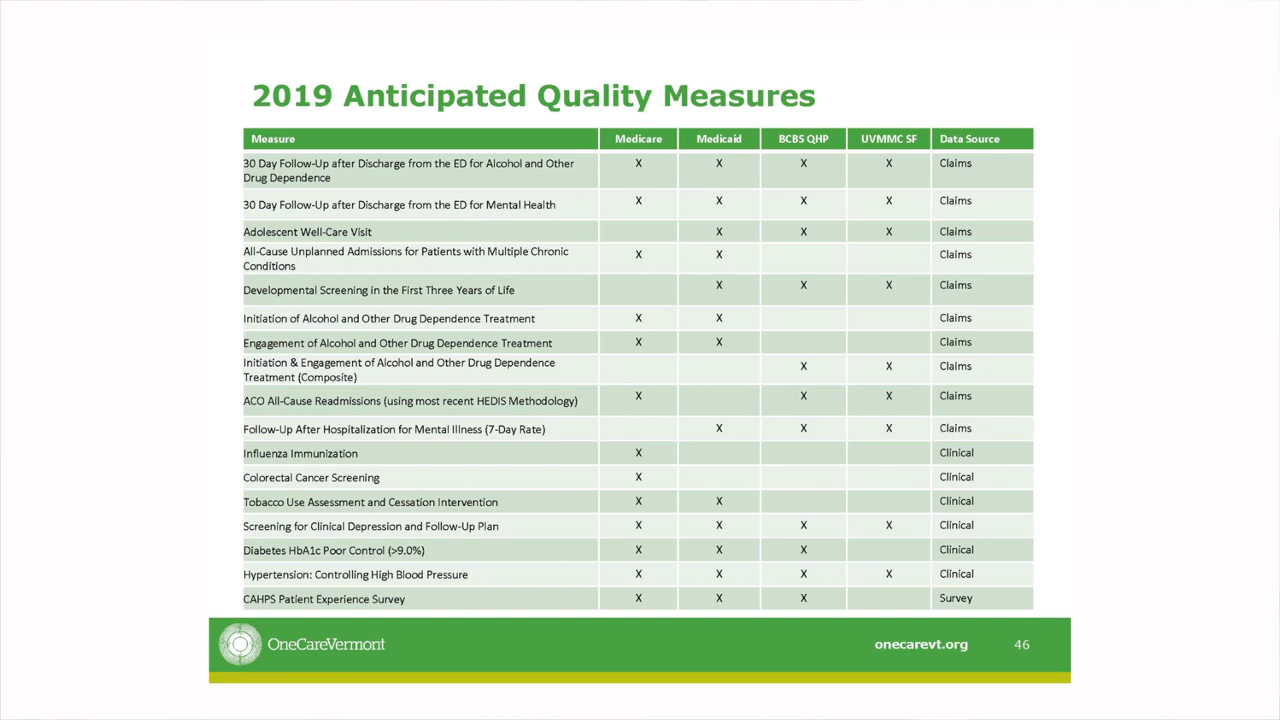 2019 Anticipated Quality Measures
Measure Medicare Medicaid BCBS QHP UVMMC SF Data Source
30 Day Follow-Up after Discharge from the ED for Alcohol and Other X X X X Claims
Drug Dependence
30 Day Follow-Up after Discharge from the ED for Mental Health X X X X Claims
Adolescent Well-Care Visit X X X Claims
All-Cause Unplanned Admissions for Patients with Multiple Chronic X X Claims
Conditions
Developmental Screening in the First Three Years of Life X X X Claims
Initiation of Alcohol and Other Drug Dependence Treatment X X Claims
Engagement of Alcohol and Other Drug Dependence Treatment X X Claims
Initiation & Engagement of Alcohol and Other Drug Dependence X X Claims
Treatment (Composite)
ACO All-Cause Readmissions (using most recent HEDIS Methodology) X X X Claims
Follow-Up After Hospitalization for Mental Illness (7-Day Rate) X X X Claims
Influenza Immunization X Clinical
Colorectal Cancer Screening X Clinical
Tobacco Use Assessment and Cessation Intervention X X Clinical
Screening for Clinical Depression and Follow-Up Plan X X X X Clinical
Diabetes HbA1c Poor Control (>9.0%) X X X Clinical
Hypertension: Controlling High Blood Pressure X X X X Clinical
CAHPS Patient Experience Survey X X X Survey
OneCareVermont onecarevt.org 46